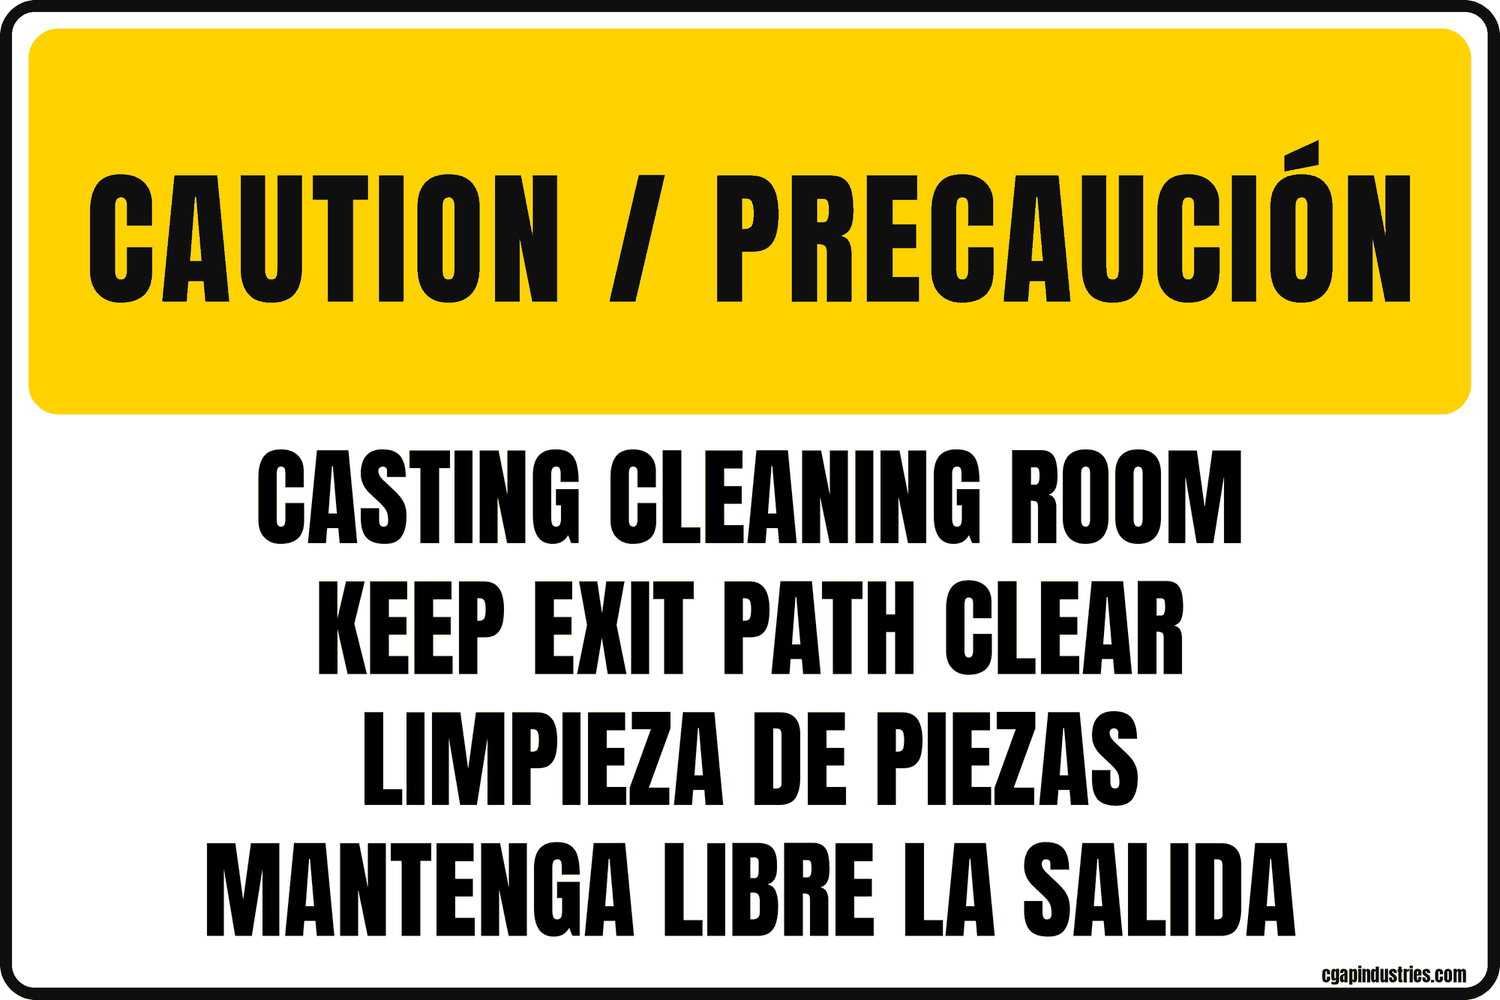 CAUTION / PRECAUCIÓN
CASTING CLEANING ROOM
KEEP EXIT PATH CLEAR
LIMPIEZA DE PIEZAS
MANTENGA LIBRE LA SALIDA
cgapindustries.com